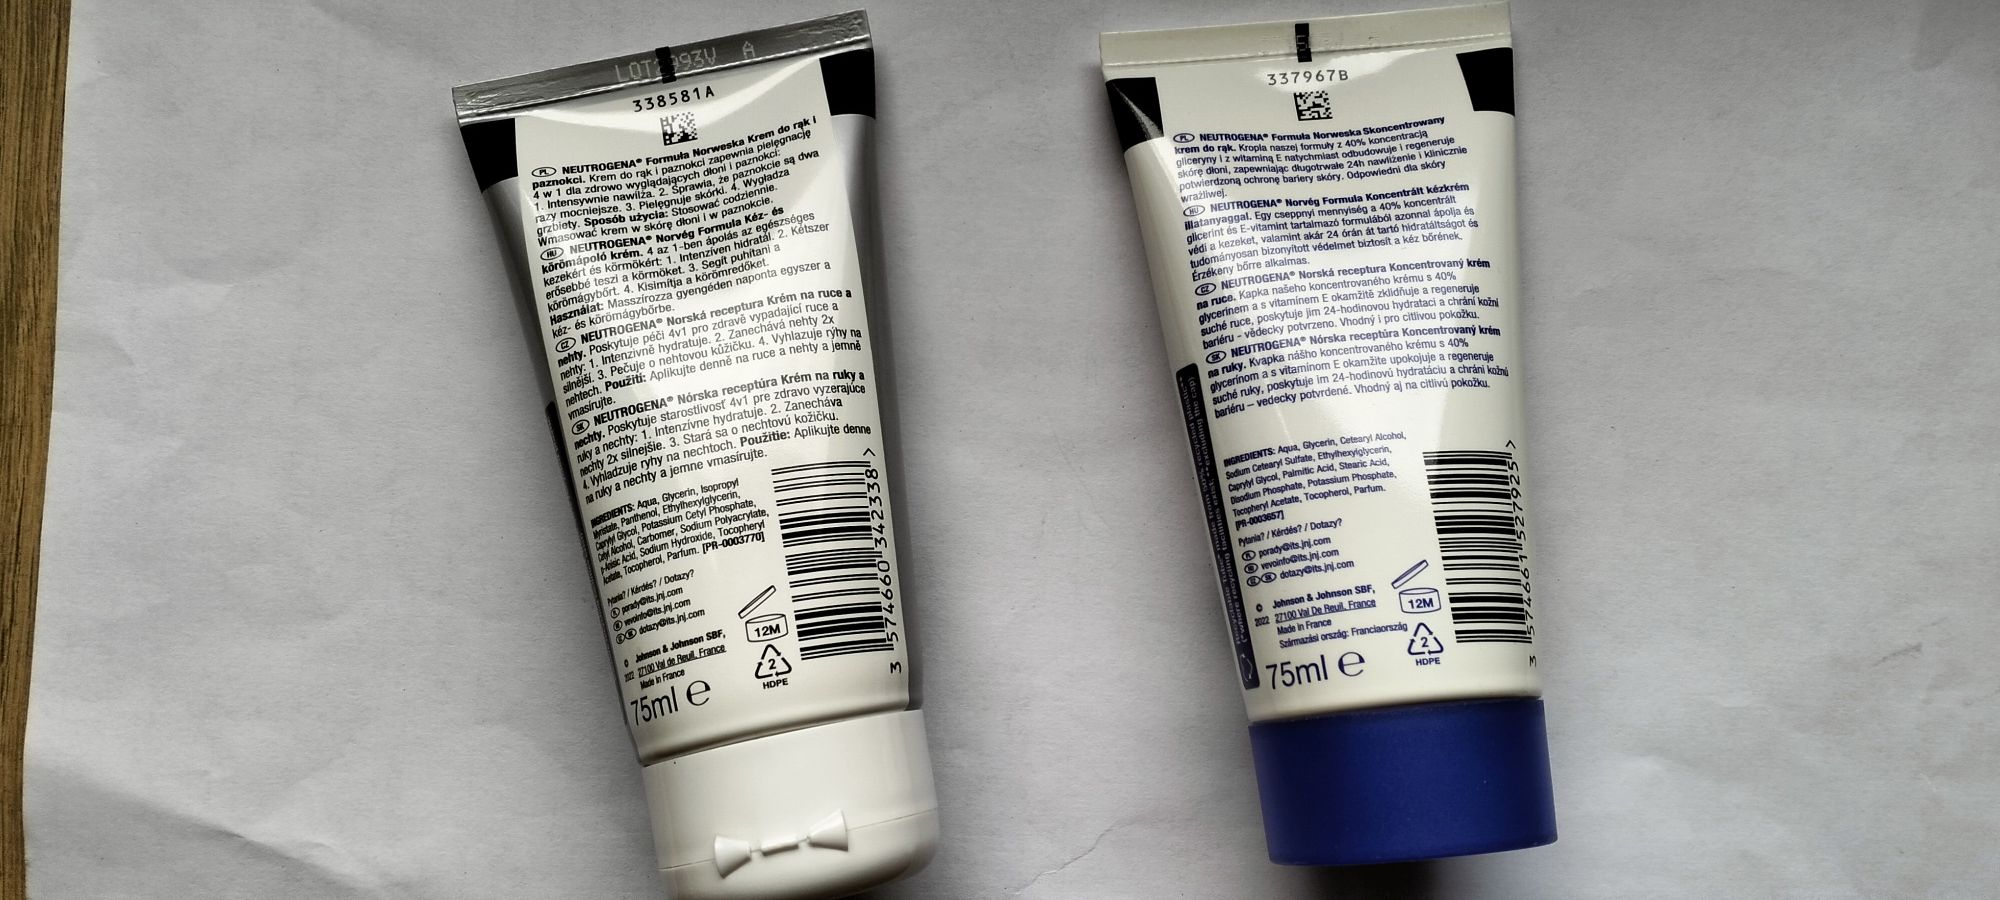 338581A
PL NEUTROGENA® Formuła Norweska Krem do rąk i
paznokci. Krem do rąk i paznokci zapewnia pielęgnację
4 w 1 dla zdrowo wyglądających dłoni i paznokci:
1. Intensywnie nawilża. 2. Sprawia, że paznokcie są dwa
razy mocniejsze. 3. Pielęgnuje skórki. 4. Wygładza
grzbiety. Sposób użycia: Stosować codziennie.
Wmasować krem w skórę dłoni i w paznokcie.
HU NEUTROGENA® Norvég Formula Kéz- és
körömápoló krém. 4 az 1-ben ápolás az egészséges
kezekért és körmökért: 1. Intenzíven hidratál. 2. Kétszer
erősebbé teszi a körmöket. 3. Segít puhítani a
körömágybőrt. 4. Kisimítja a körömredőket.
Használat: Masszírozza gyengéden naponta egyszer a
kéz- és körömágybőrbe.
CZ NEUTROGENA® Norská receptura Krém na ruce a
nehty. Poskytuje péči 4v1 pro zdravě vypadající ruce a
nehty: 1. Intenzivně hydratuje. 2. Zanechává nehty 2x
silnější. 3. Pečuje o nehtovou kůžičku. 4. Vyhlazuje rýhy na
nehtech. Použití: Aplikujte denně na ruce a nehty a jemně
vmasírujte.
SK NEUTROGENA® Nórska receptúra Krém na ruky a
nechty. Poskytuje starostlivosť 4v1 pre zdravo vyzerajúce
ruky a nechty: 1. Intenzívne hydratuje. 2. Zanecháva
nechty 2x silnejšie. 3. Stará sa o nechtovú kožičku.
4. Vyhladzuje ryhy na nechtoch. Použitie: Aplikujte denne
na ruky a nechty a jemne vmasírujte.
INGREDIENTS: Aqua, Glycerin, Isopropyl
Myristate, Panthenol, Ethylhexylglycerin,
Caprylyl Glycol, Potassium Cetyl Phosphate,
Cetyl Alcohol, Carbomer, Sodium Polyacrylate,
p-Anisic Acid, Sodium Hydroxide, Tocopheryl
Acetate, Tocopherol, Parfum. [PR-0003770]
Pytania? / Kérdés? / Dotazy?
PL porady@its.jnj.com
HU vevoinfo@its.jnj.com
CZ SK dotazy@its.jnj.com
© Johnson & Johnson SBF,
2022 27100 Val de Reuil, France
Made in France
75ml e
12M
2
HDPE
3 574660 342338 >
337967B
PL NEUTROGENA® Formuła Norweska Skoncentrowany
krem do rąk. Kropla naszej formuły z 40% koncentracją
gliceryny i z witaminą E natychmiast odbudowuje i regeneruje
skórę dłoni, zapewniając długotrwałe 24h nawilżenie i klinicznie
potwierdzoną ochronę bariery skóry. Odpowiedni dla skóry
wrażliwej.
HU NEUTROGENA® Norvég Formula Koncentrált kézkrém
illatanyaggal. Egy cseppnyi mennyiség a 40% koncentrált
glicerint és E-vitamint tartalmazó formulából azonnal ápolja és
védi a kezeket, valamint akár 24 órán át tartó hidratáltságot és
tudományosan bizonyított védelmet biztosít a kéz bőrének.
Érzékeny bőrre alkalmas.
CZ NEUTROGENA® Norská receptura Koncentrovaný krém
na ruce. Kapka našeho koncentrovaného krému s 40%
glycerinem a s vitamínem E okamžitě zklidňuje a regeneruje
suché ruce, poskytuje jim 24-hodinovou hydrataci a chrání kožní
bariéru - vědecky potvrzeno. Vhodný i pro citlivou pokožku.
SK NEUTROGENA® Nórska receptúra Koncentrovaný krém
na ruky. Kvapka nášho koncentrovaného krému s 40%
glycerínom a s vitamínom E okamžite upokojuje a regeneruje
suché ruky, poskytuje im 24-hodinovú hydratáciu a chráni kožnú
bariéru – vedecky potvrdené. Vhodný aj na citlivú pokožku.
INGREDIENTS: Aqua, Glycerin, Cetearyl Alcohol,
Sodium Cetearyl Sulfate, Ethylhexylglycerin,
Caprylyl Glycol, Palmitic Acid, Stearic Acid,
Disodium Phosphate, Potassium Phosphate,
Tocopheryl Acetate, Tocopherol, Parfum.
[PR-0003657]
Pytania? / Kérdés? / Dotazy?
PL porady@its.jnj.com
HU vevoinfo@its.jnj.com
CZ SK dotazy@its.jnj.com
© Johnson & Johnson SBF,
2022 27100 Val De Reuil, France
Made in France
Származási ország: Franciaország
75ml e
12M
2
HDPE
3 574661 527925 >